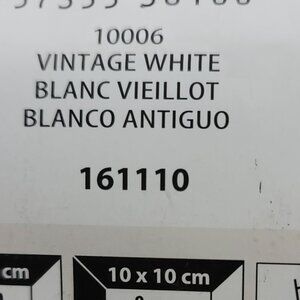 10006
VINTAGE WHITE
BLANC VIEILLOT
BLANCO ANTIGUO
161110
cm
10 x 10 cm